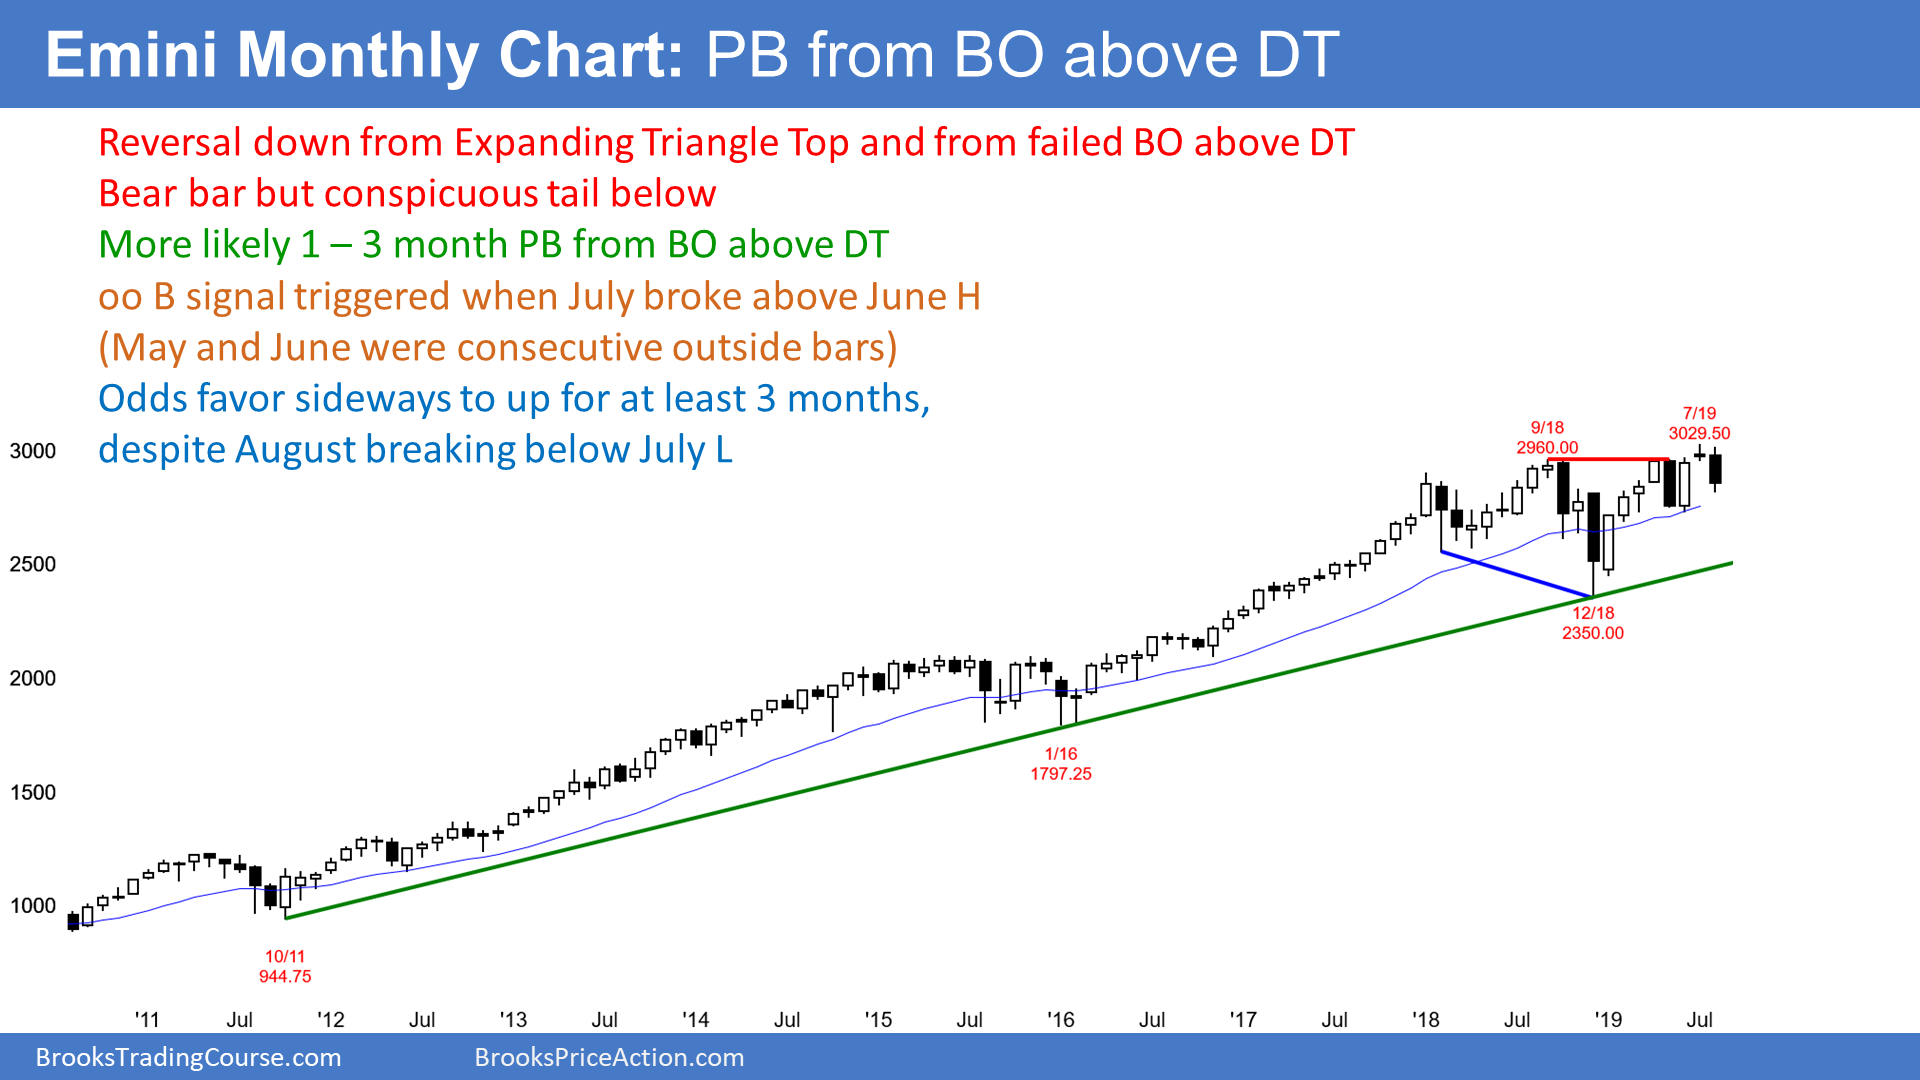 Emini Monthly Chart: PB from BO above DT
Reversal down from Expanding Triangle Top and from failed BO above DT
Bear bar but conspicuous tail below
More likely 1 – 3 month PB from BO above DT
oo B signal triggered when July broke above June H
(May and June were consecutive outside bars)
Odds favor sideways to up for at least 3 months,
despite August breaking below July L
7/19
3029.50
9/18
2960.00
12/18
2350.00
1/16
1797.25
10/11
944.75
3000
2500
2000
1500
1000
'11 Jul '12 Jul '13 Jul '14 Jul '15 Jul '16 Jul '17 Jul '18 Jul '19 Jul
BrooksTradingCourse.com BrooksPriceAction.com